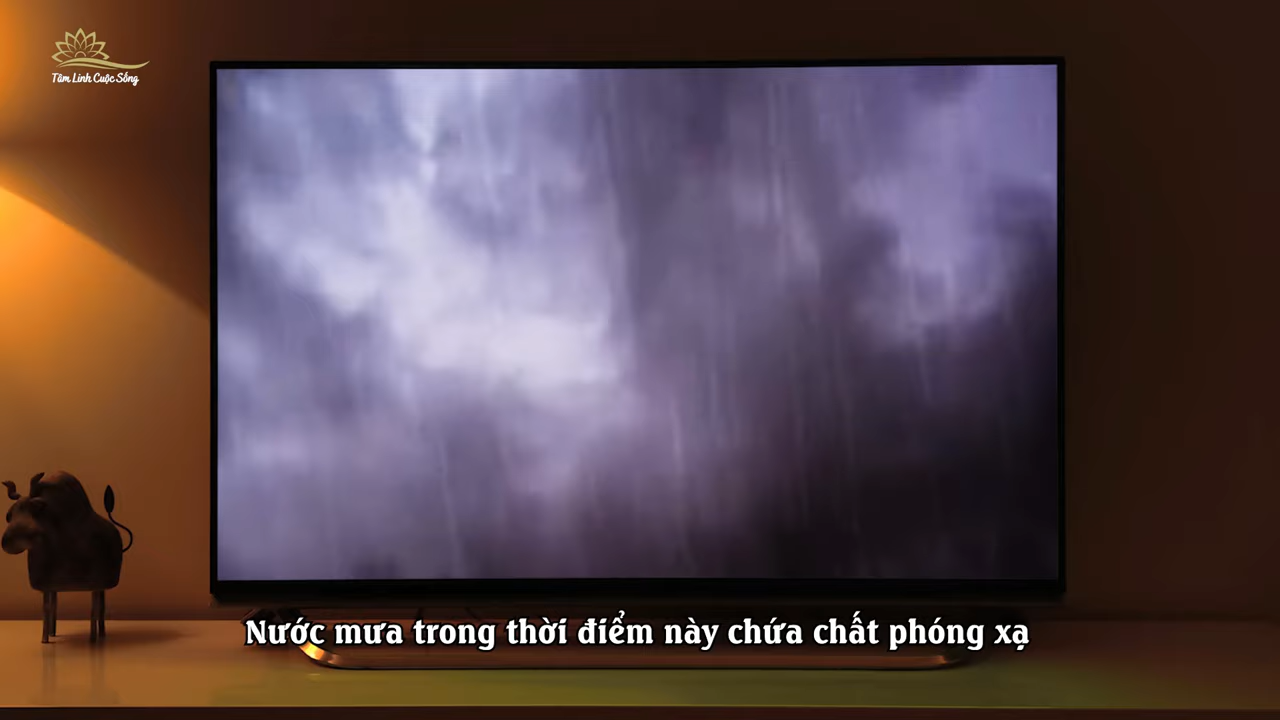 Tâm Linh Cuộc Sống
Nước mưa trong thời điểm này chứa chất phóng xạ